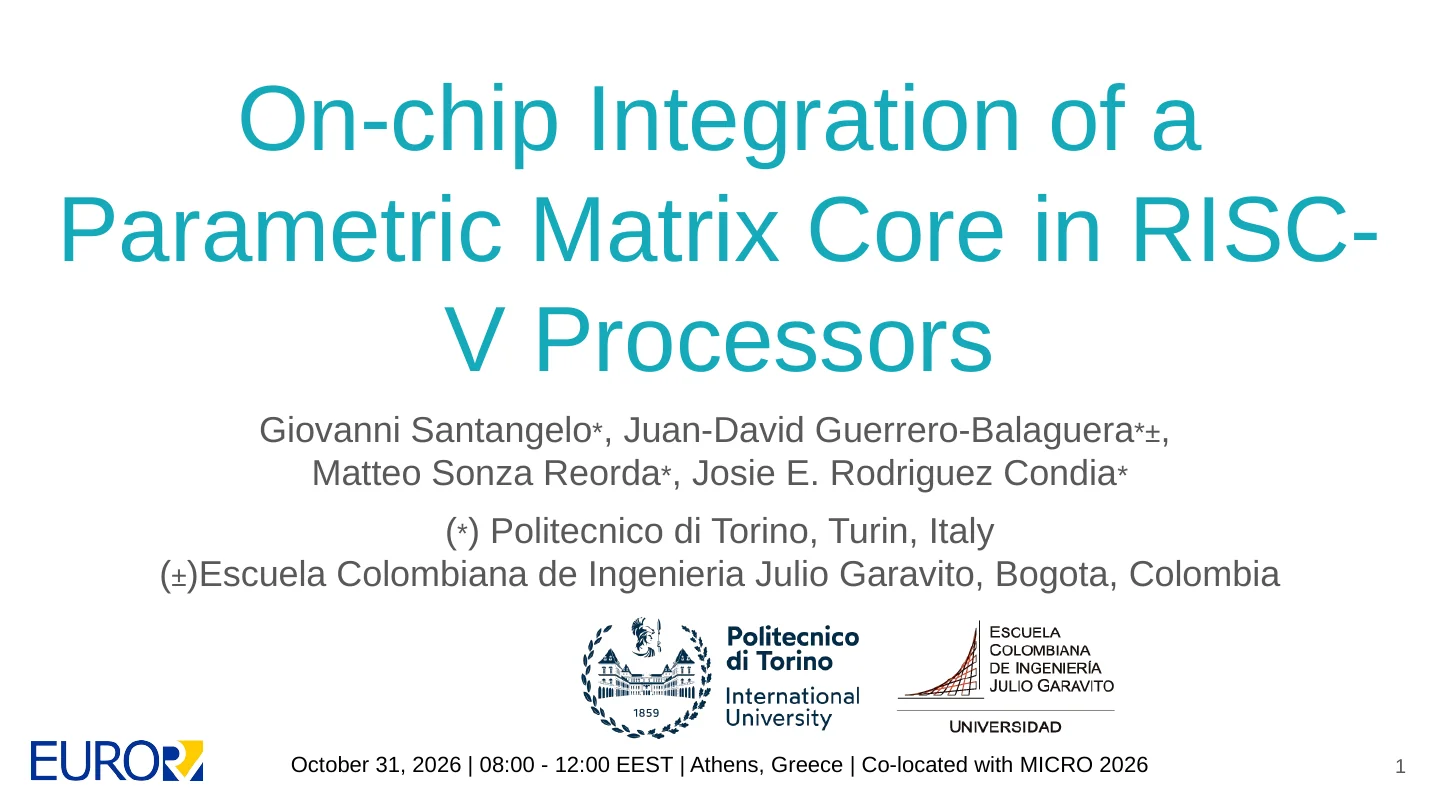 On-chip Integration of a
Parametric Matrix Core in RISC-
V Processors
Giovanni Santangelo*, Juan-David Guerrero-Balaguera*±,
Matteo Sonza Reorda*, Josie E. Rodriguez Condia*
(*) Politecnico di Torino, Turin, Italy
(±)Escuela Colombiana de Ingenieria Julio Garavito, Bogota, Colombia
1859
Politecnico
di Torino
International
University
ESCUELA
COLOMBIANA
DE INGENIERÍA
JULIO GARAVITO
UNIVERSIDAD
EURORV
October 31, 2026 | 08:00 - 12:00 EEST | Athens, Greece | Co-located with MICRO 2026
1